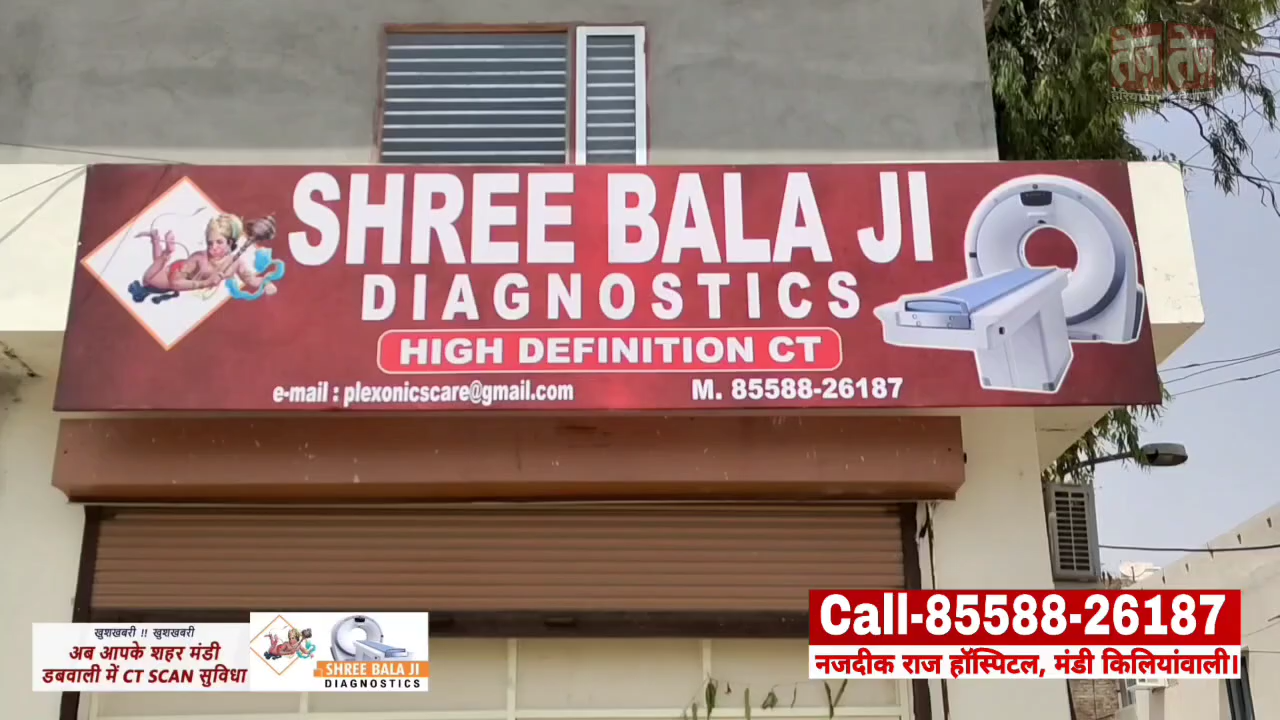 तेज तेज
SHREE BALA JI
DIAGNOSTICS
HIGH DEFINITION CT
e-mail : plexonicscare@gmail.com M. 85588-26187
खुशखबरी !! खुशखबरी
अब आपके शहर मंडी
डबवाली में CT SCAN सुविधा
SHREE BALA JI
DIAGNOSTICS
Call-85588-26187
नजदीक राज हॉस्पिटल, मंडी किलियांवाली।